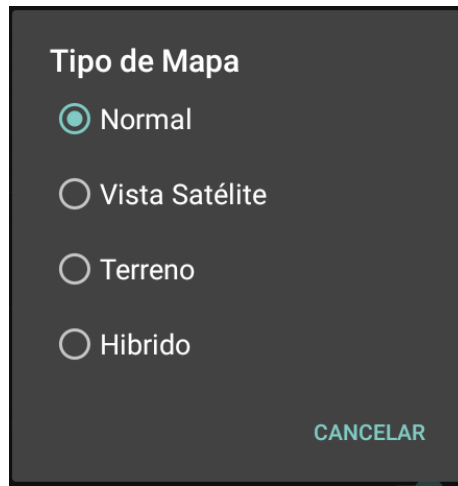 Tipo de Mapa
Normal
Vista Satélite
Terreno
Hibrido
CANCELAR